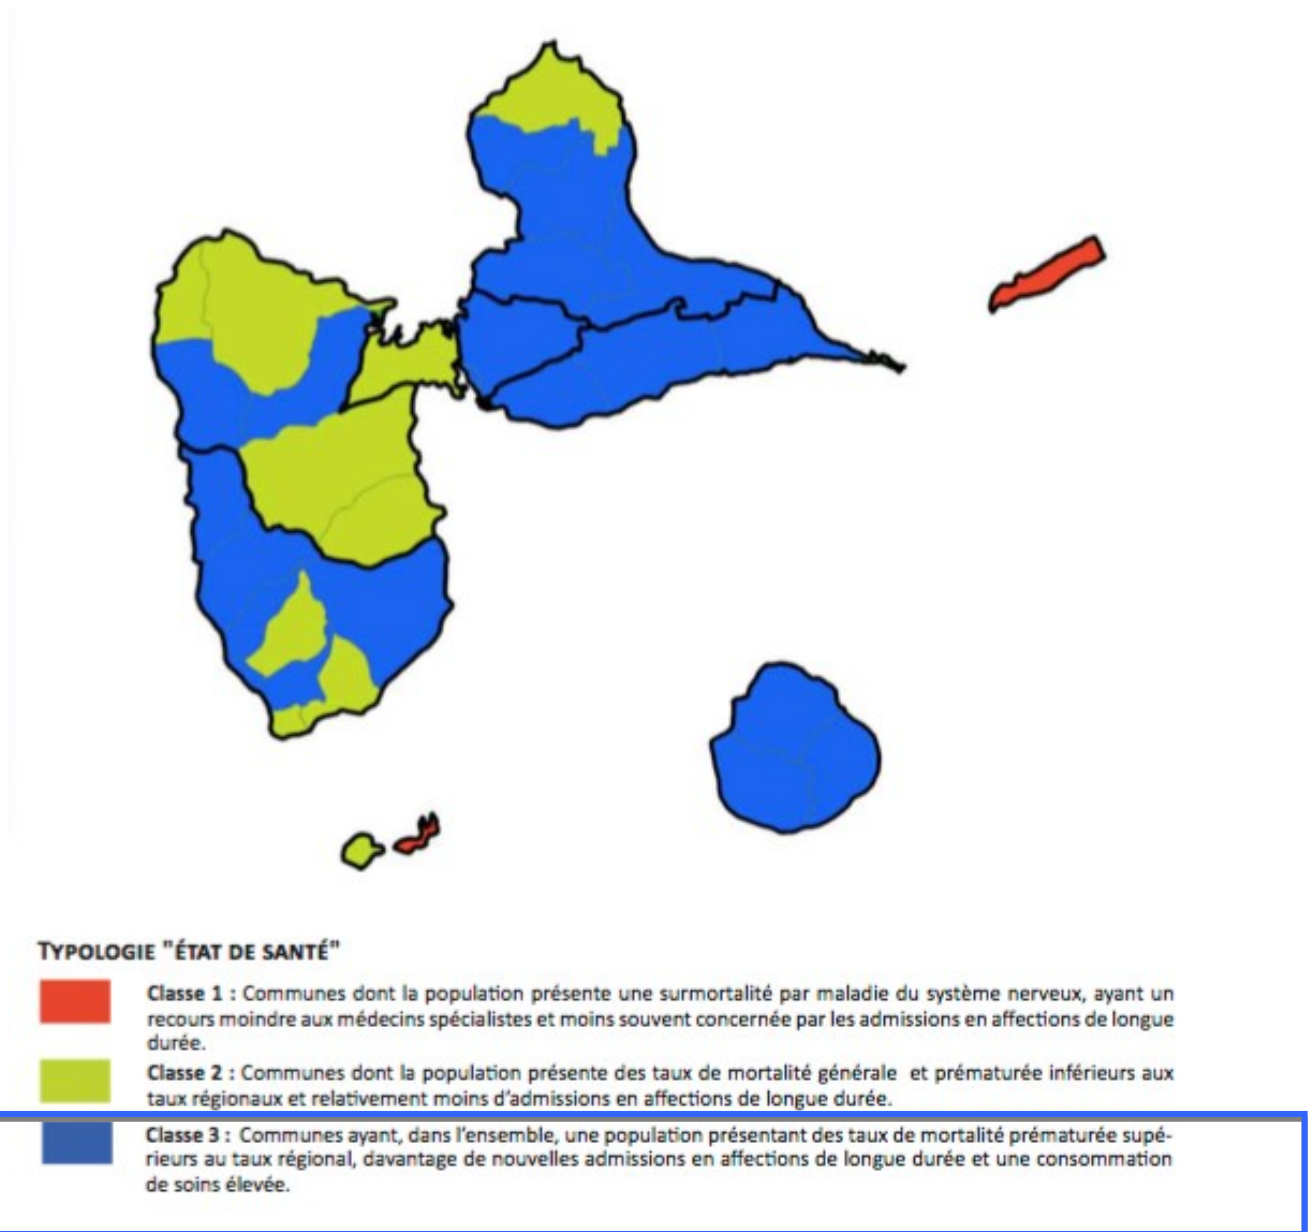 TYPOLOGIE "ÉTAT DE SANTÉ"
Classe 1 : Communes dont la population présente une surmortalité par maladie du système nerveux, ayant un
recours moindre aux médecins spécialistes et moins souvent concernée par les admissions en affections de longue
durée.
Classe 2 : Communes dont la population présente des taux de mortalité générale et prématurée inférieurs aux
taux régionaux et relativement moins d'admissions en affections de longue durée.
Classe 3 : Communes ayant, dans l'ensemble, une population présentant des taux de mortalité prématurée supé-
rieurs au taux régional, davantage de nouvelles admissions en affections de longue durée et une consommation
de soins élevée.